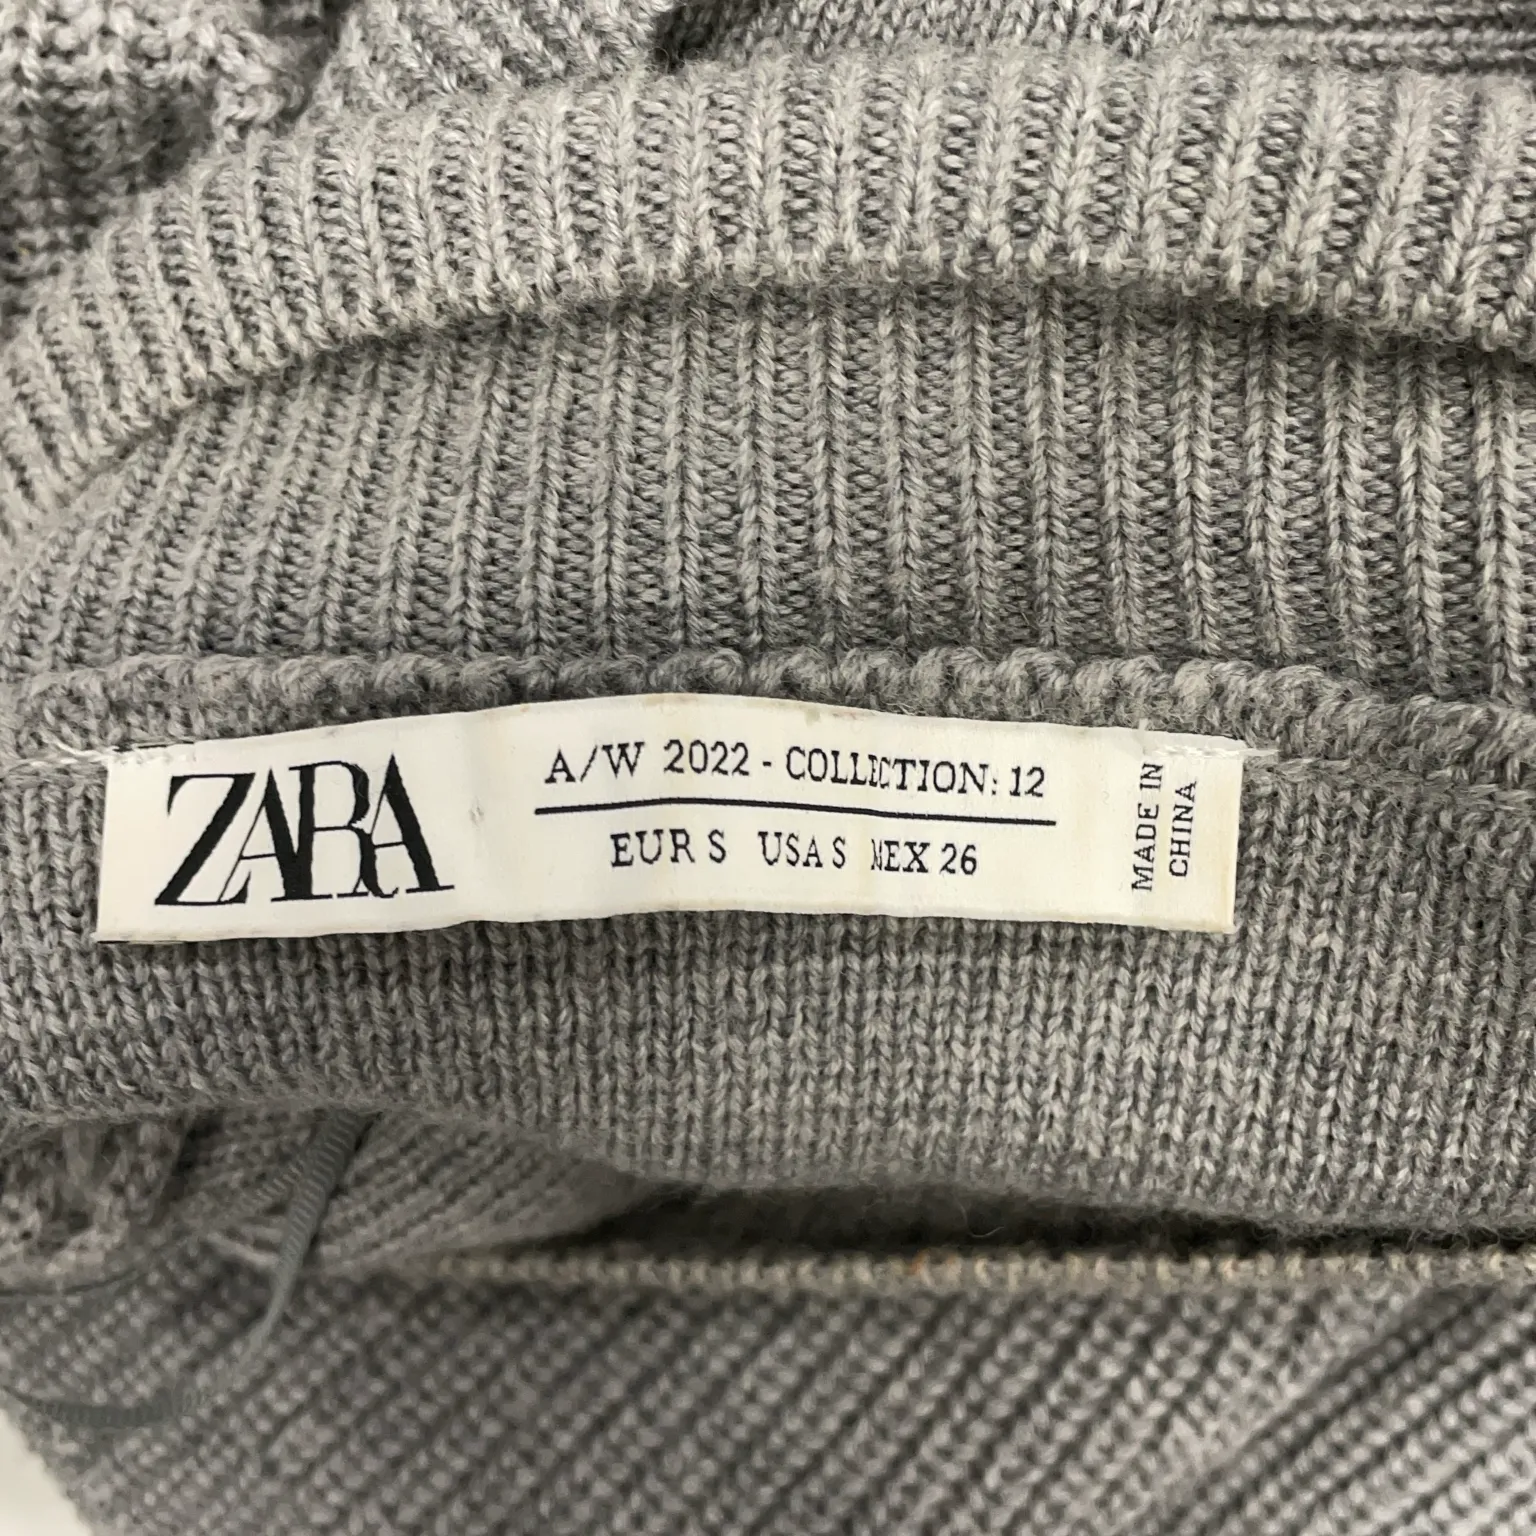 ZARA
A/W 2022 - COLLECTION: 12
EUR S USA S MEX 26
MADE IN
CHINA